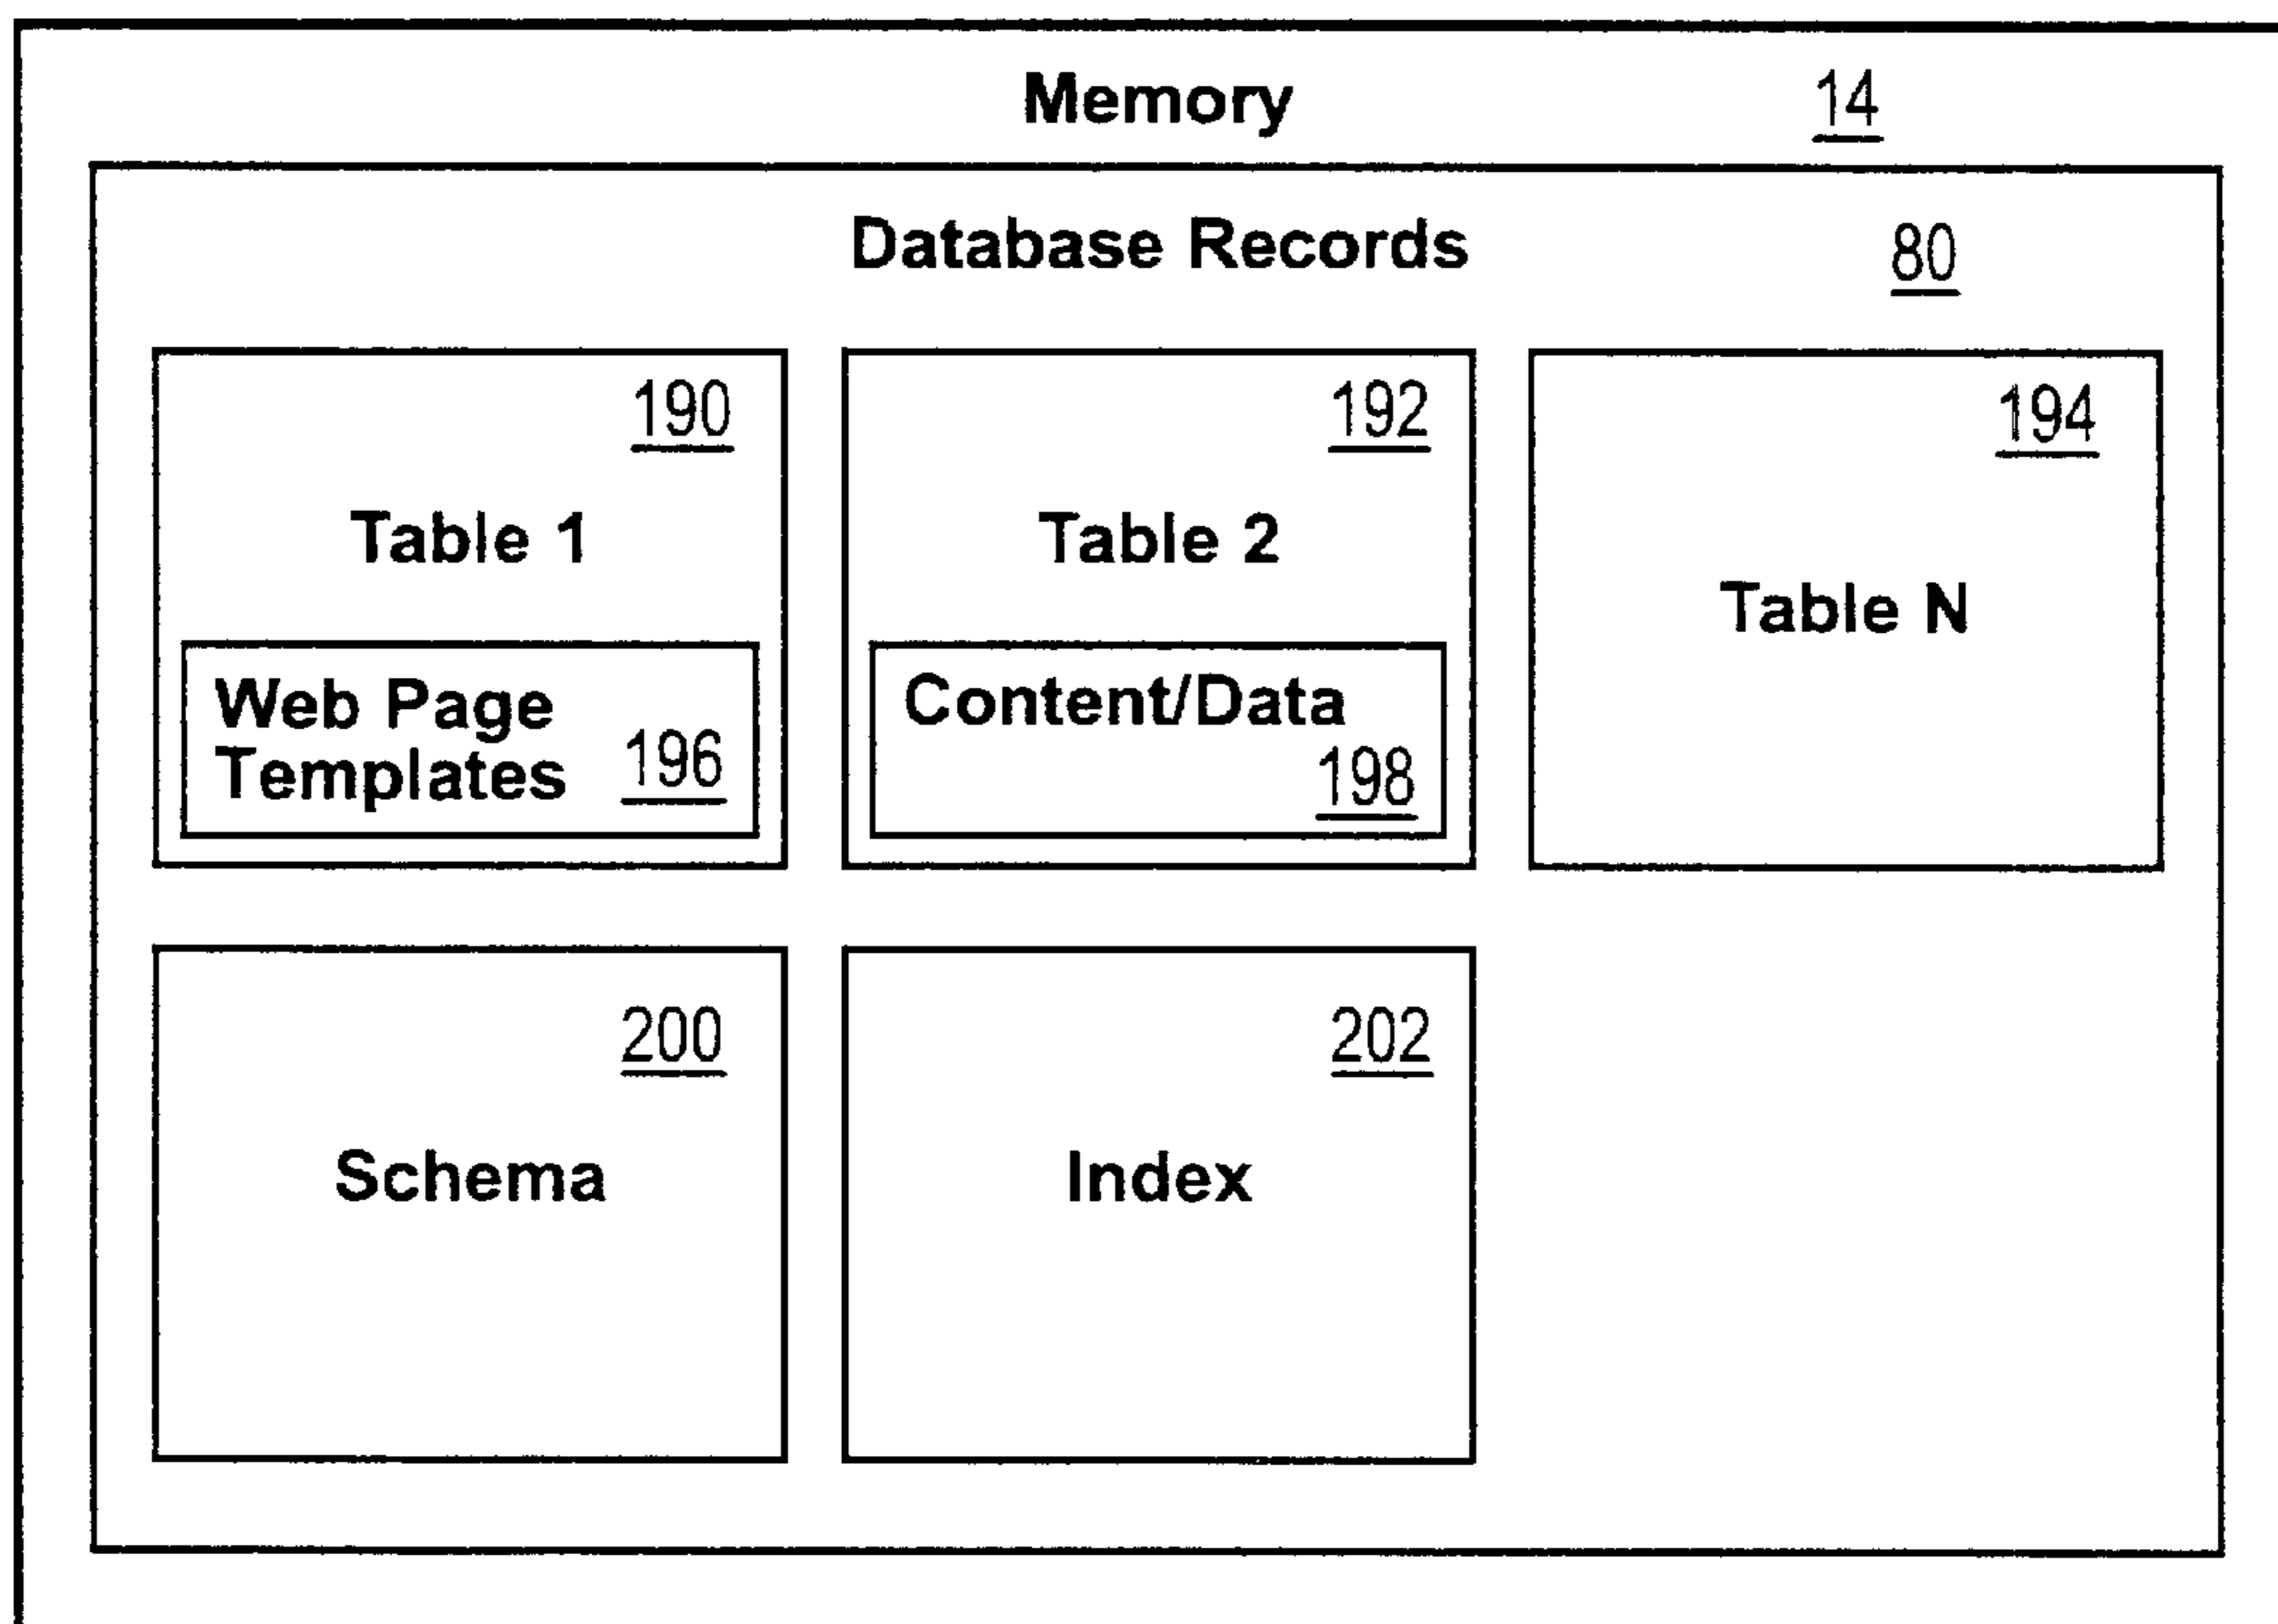 Memory 14
Database Records 80
190 192 194
Table 1 Table 2 Table N
Web Page
Templates 196
Content/Data
198
200 202
Schema Index